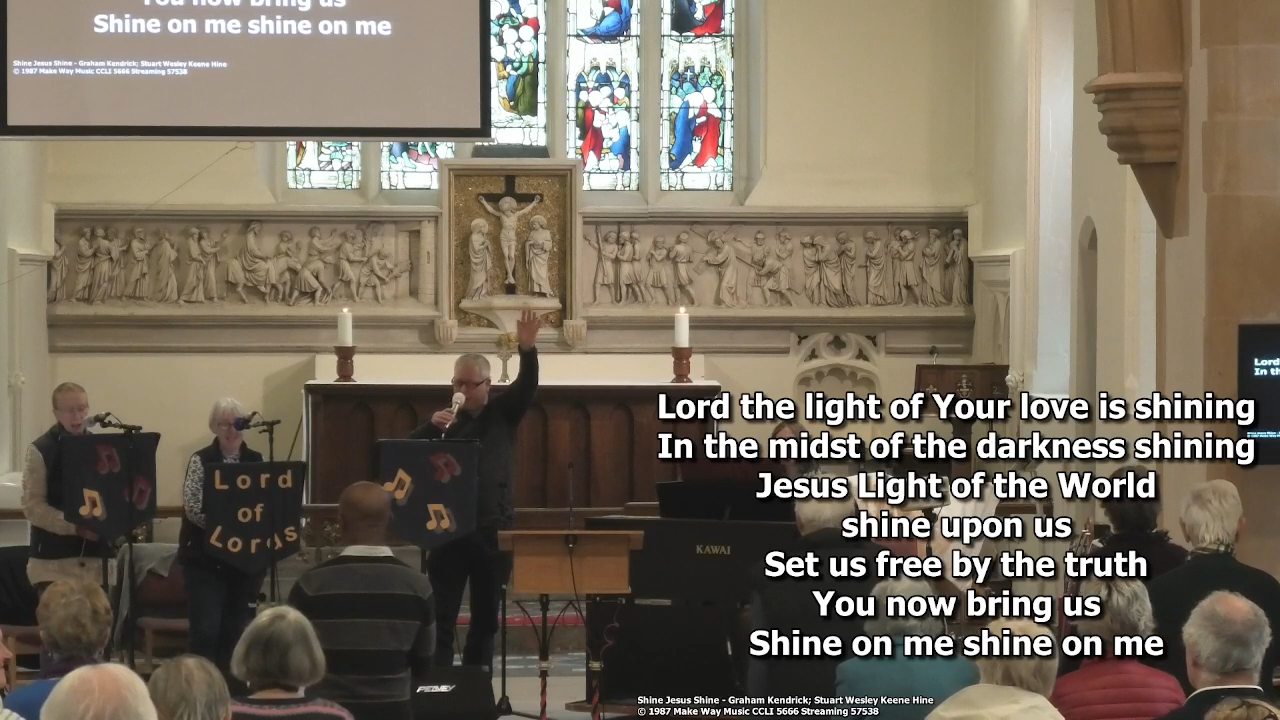 You now bring us
Shine on me shine on me
Shine Jesus Shine - Graham Kendrick; Stuart Wesley Keene Hine
© 1987 Make Way Music CCLI 5666 Streaming 57538
Lord
of
Lords
KAWAI
PEAVEY
Lord
In th
Lord the light of Your love is shining
In the midst of the darkness shining
Jesus Light of the World
shine upon us
Set us free by the truth
You now bring us
Shine on me shine on me
Shine Jesus Shine - Graham Kendrick; Stuart Wesley Keene Hine
© 1987 Make Way Music CCLI 5666 Streaming 57538